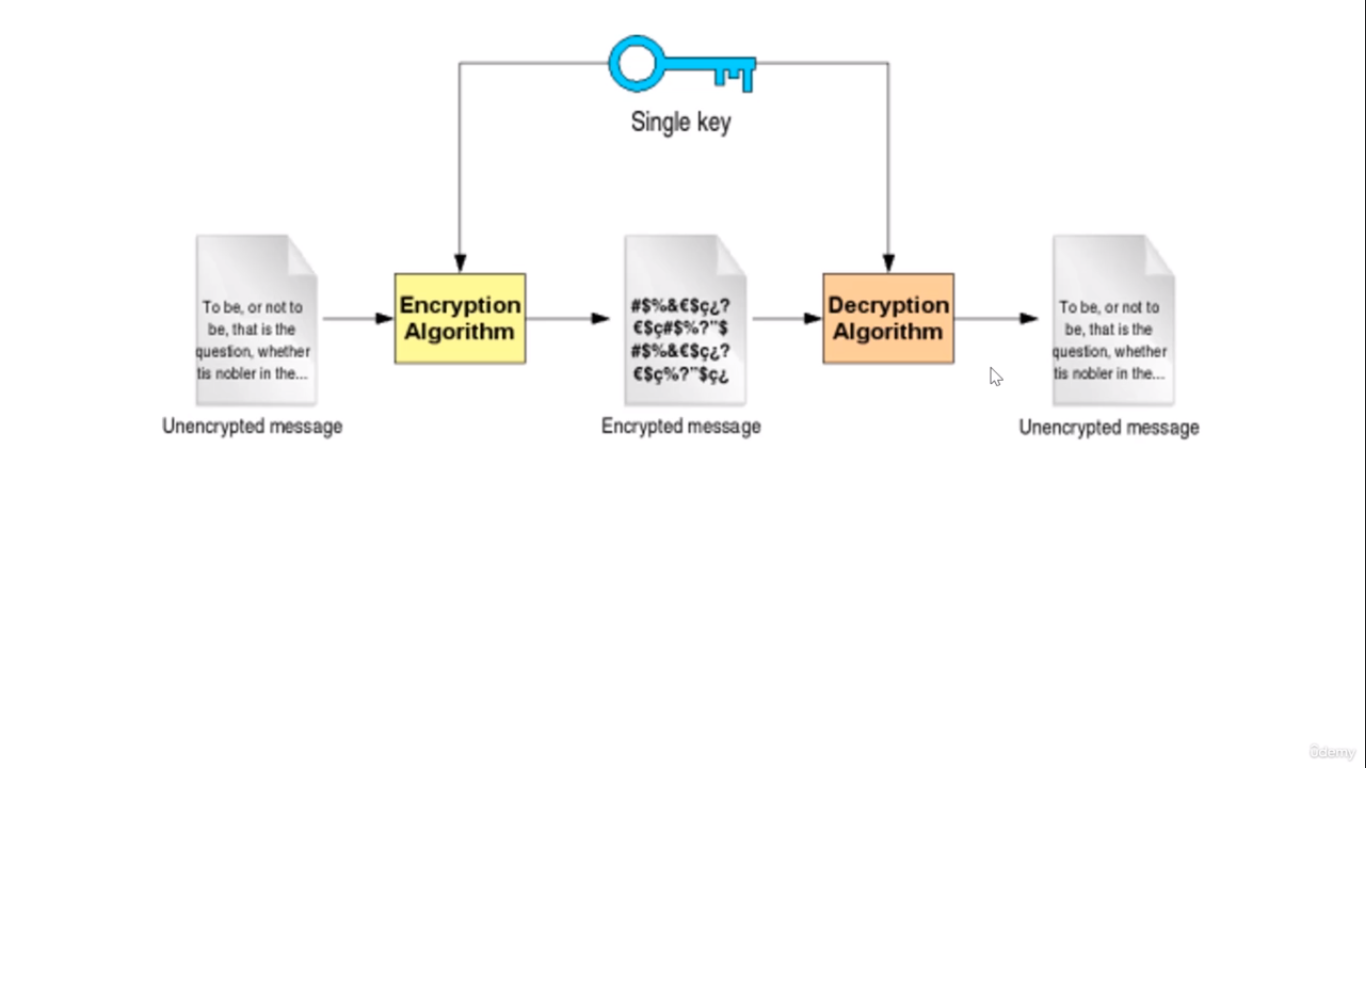 Single key
To be, or not to
be, that is the
question, whether
tis nobler in the...
Unencrypted message
Encryption
Algorithm
#$%&€$ç¿?
€$ç#$%?"$
#$%&€$ç¿?
€$ç%?"$ç¿
Encrypted message
Decryption
Algorithm
To be, or not to
be, that is the
question, whether
tis nobler in the...
Unencrypted message
ûdemy